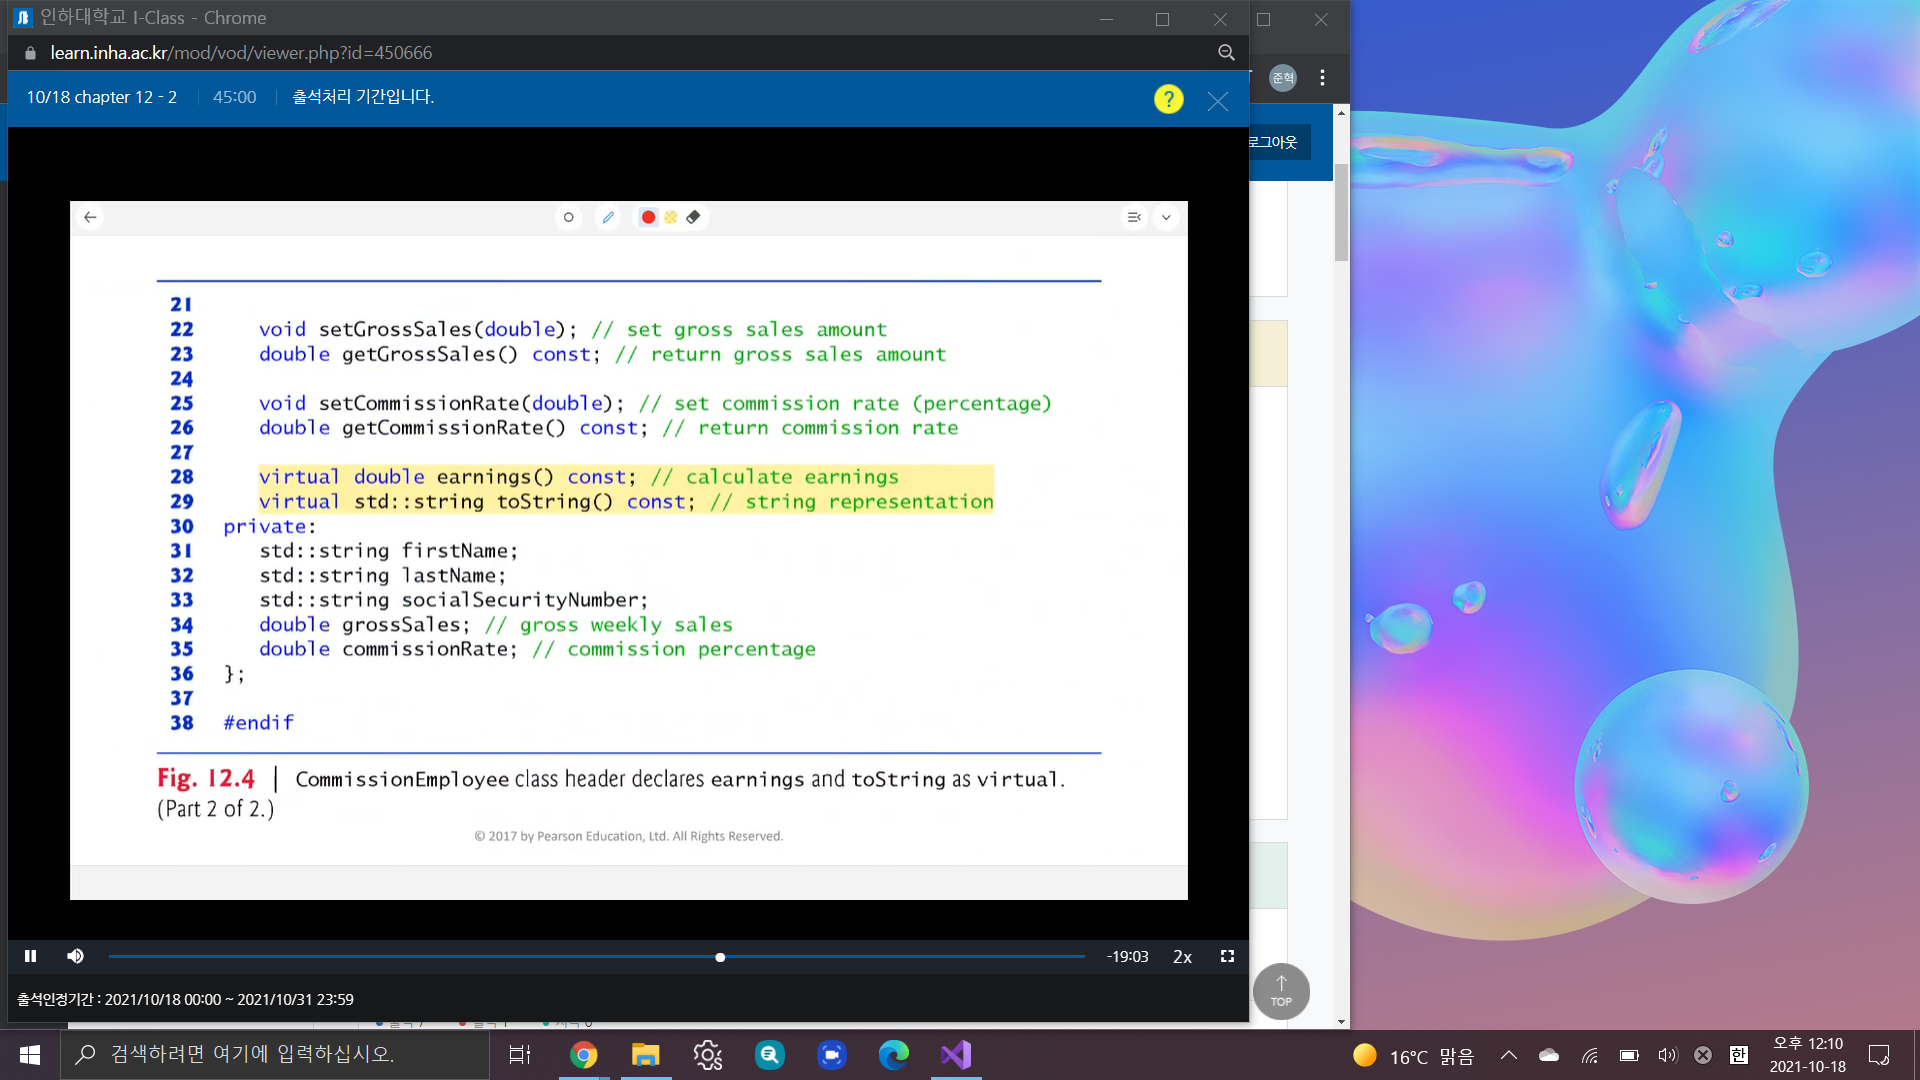 인하대학교 I-Class - Chrome
learn.inha.ac.kr/mod/vod/viewer.php?id=450666
준혁
10/18 chapter 12 - 2 45:00 출석처리 기간입니다. ?
로그아웃
21
22 void setGrossSales(double); // set gross sales amount
23 double getGrossSales() const; // return gross sales amount
24
25 void setCommissionRate(double); // set commission rate (percentage)
26 double getCommissionRate() const; // return commission rate
27
28 virtual double earnings() const; // calculate earnings
29 virtual std::string toString() const; // string representation
30 private:
31 std::string firstName;
32 std::string lastName;
33 std::string socialSecurityNumber;
34 double grossSales; // gross weekly sales
35 double commissionRate; // commission percentage
36 };
37
38 #endif
Fig. 12.4 | CommissionEmployee class header declares earnings and toString as virtual.
(Part 2 of 2.)
© 2017 by Pearson Education, Ltd. All Rights Reserved.
-19:03 2x
TOP
출석인정기간 : 2021/10/18 00:00 ~ 2021/10/31 23:59
검색하려면 여기에 입력하십시오.
16°C 맑음
한
오후 12:10
2021-10-18